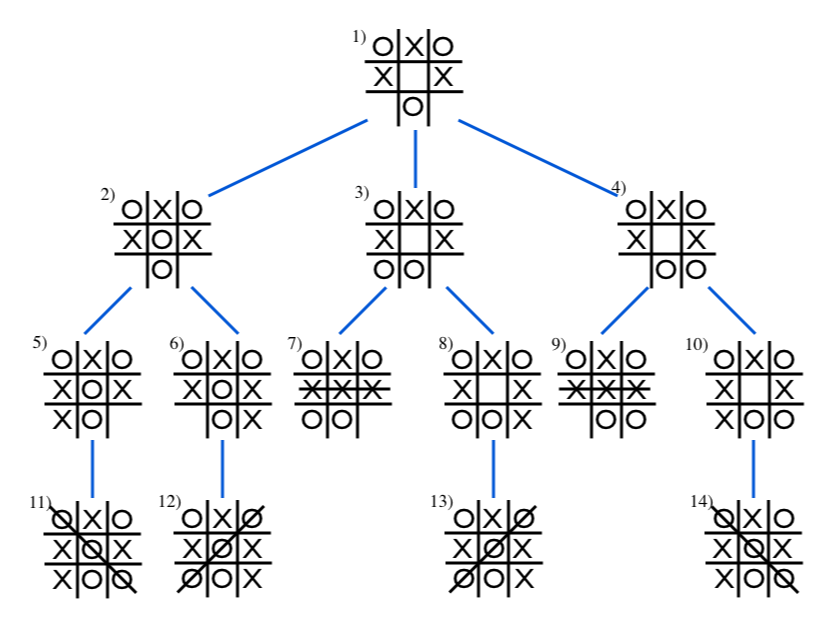 1)
O X O
X X
O
2)
O X O
X O X
O
3)
O X O
X X
O O
4)
O X O
X X
O O
5)
O X O
X O X
X O
6)
O X O
X O X
O X
7)
O X O
X X X
O O
8)
O X O
X X
O O X
9)
O X O
X X X
O O
10)
O X O
X X
X O O
11)
O X O
X O X
X O O
12)
O X O
X O X
O O X
13)
O X O
X O X
O O X
14)
O X O
X O X
X O O